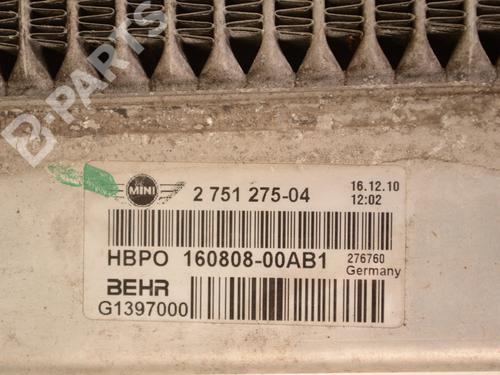 B-PARTS
MINI 2 751 275-04 16.12.10
12:02
HBPO 160808-00AB1 276760
Germany
BEHR
G1397000